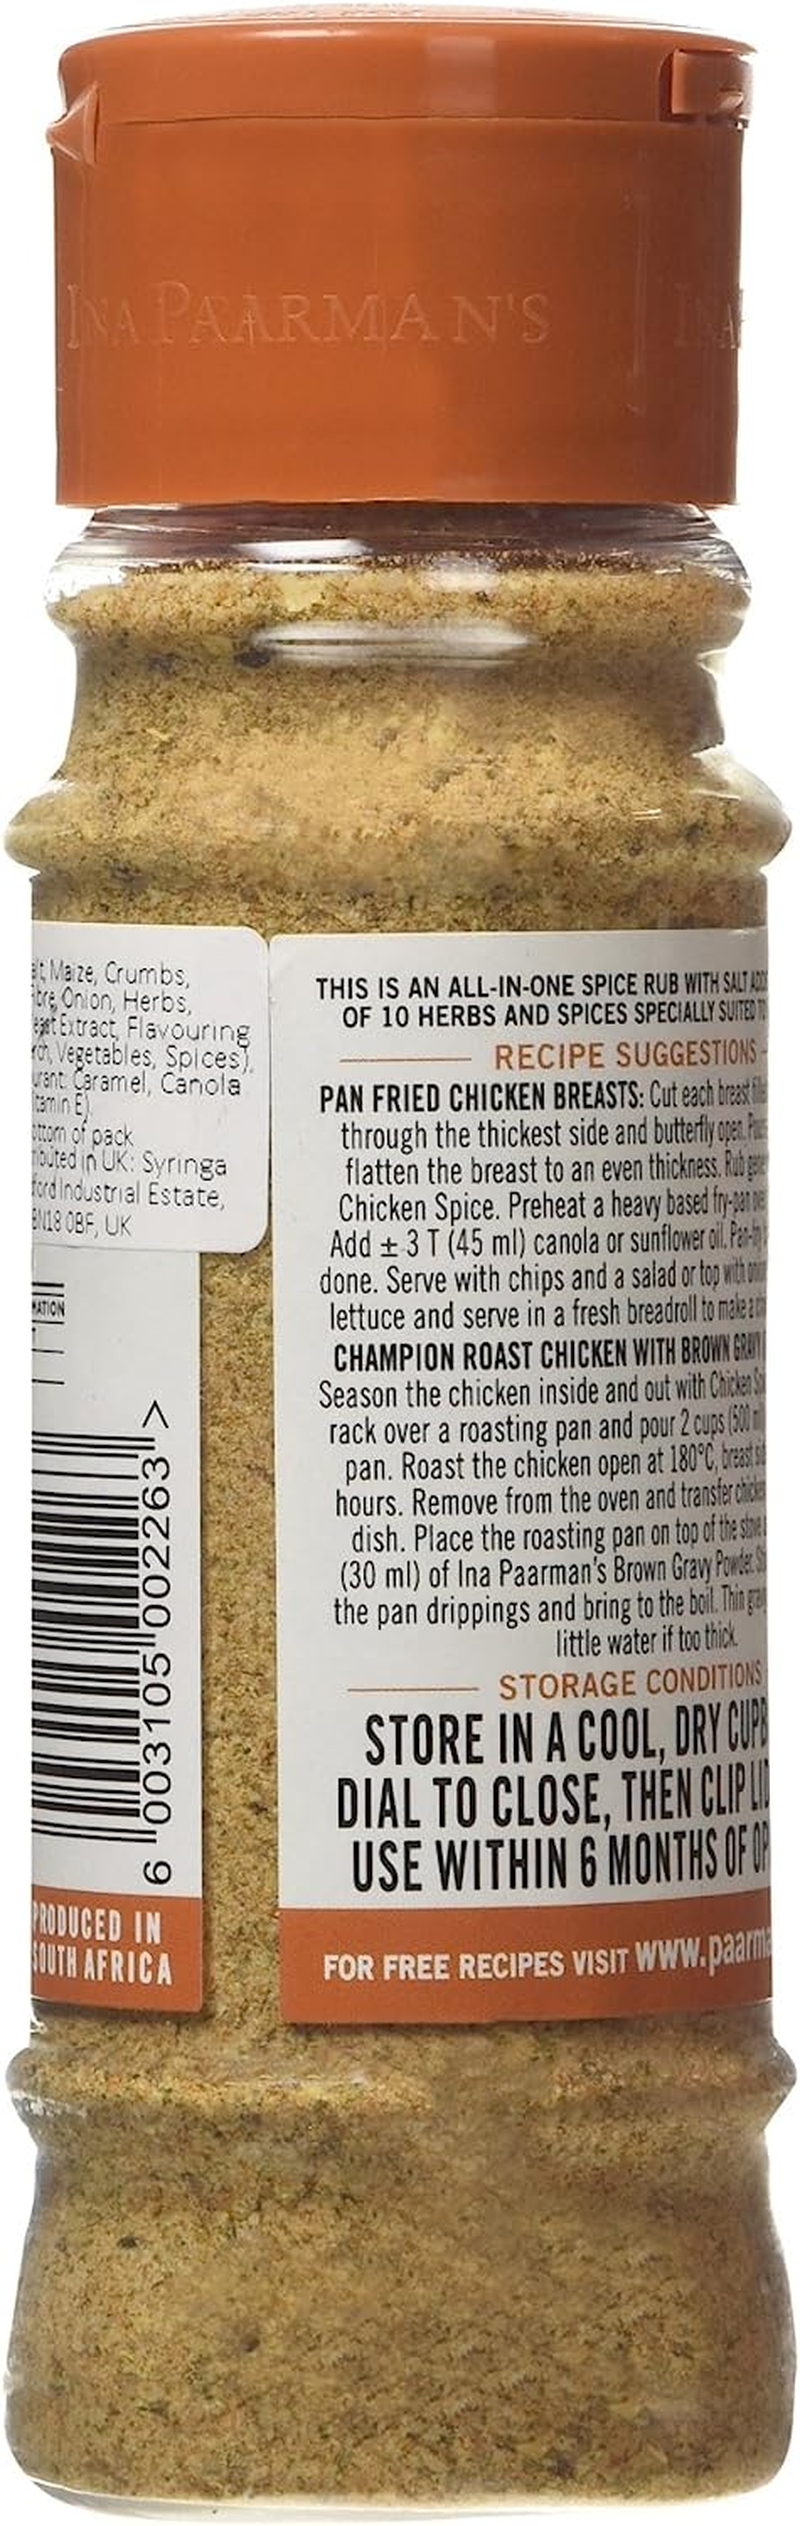 INA PAARMAN'S
INA
Maize, Crumbs,
Onion, Herbs,
Extract, Flavouring
Vegetables, Spices),
Caramel, Canola
of pack
in UK: Syringa
Industrial Estate,
BN18 0BF, UK
6 003105 002263 >
PRODUCED IN
SOUTH AFRICA
THIS IS AN ALL-IN-ONE SPICE RUB WITH SALT
OF 10 HERBS AND SPICES SPECIALLY SUITED
RECIPE SUGGESTIONS
PAN FRIED CHICKEN BREASTS: Cut each breast
through the thickest side and butterfly open.
flatten the breast to an even thickness. Rub
Chicken Spice. Preheat a heavy based fry-pan
Add ± 3 T (45 ml) canola or sunflower oil.
done. Serve with chips and a salad or top with
lettuce and serve in a fresh breadroll to make a
CHAMPION ROAST CHICKEN WITH BROWN GRAVY
Season the chicken inside and out with Chicken
rack over a roasting pan and pour 2 cups (500
pan. Roast the chicken open at 180°C, breast
hours. Remove from the oven and transfer
dish. Place the roasting pan on top of the
(30 ml) of Ina Paarman's Brown Gravy Powder.
the pan drippings and bring to the boil. Thin
little water if too thick.
STORAGE CONDITIONS
STORE IN A COOL, DRY
DIAL TO CLOSE, THEN CLIP
USE WITHIN 6 MONTHS OF
FOR FREE RECIPES VISIT www.paarma